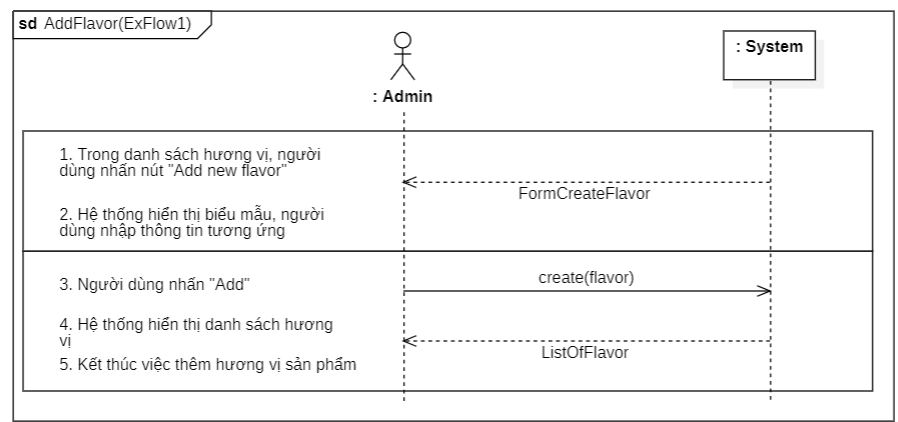 sd AddFlavor(ExFlow1)
: System
: Admin
1. Trong danh sách hương vị, người
dùng nhấn nút "Add new flavor"
FormCreateFlavor
2. Hệ thống hiển thị biểu mẫu, người
dùng nhập thông tin tương ứng
3. Người dùng nhấn "Add"
create(flavor)
4. Hệ thống hiển thị danh sách hương
vị
ListOfFlavor
5. Kết thúc việc thêm hương vị sản phẩm